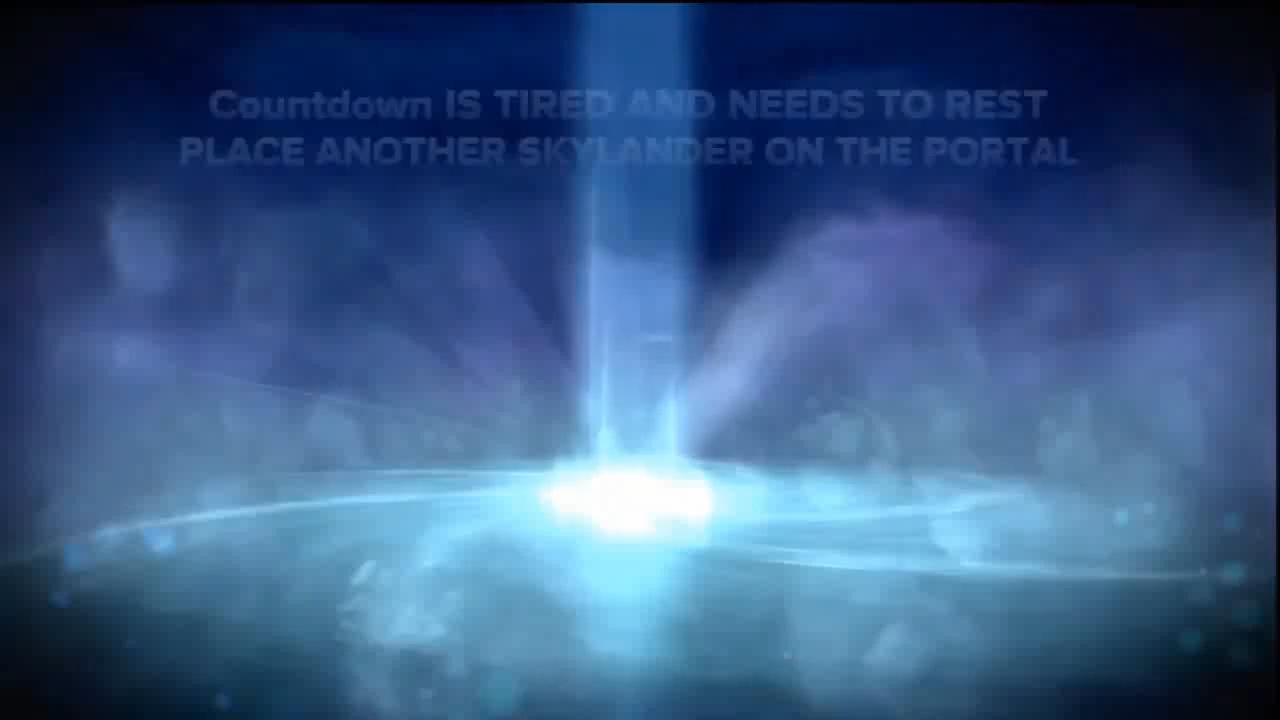 Countdown IS TIRED AND NEEDS TO REST
PLACE ANOTHER SKYLANDER ON THE PORTAL